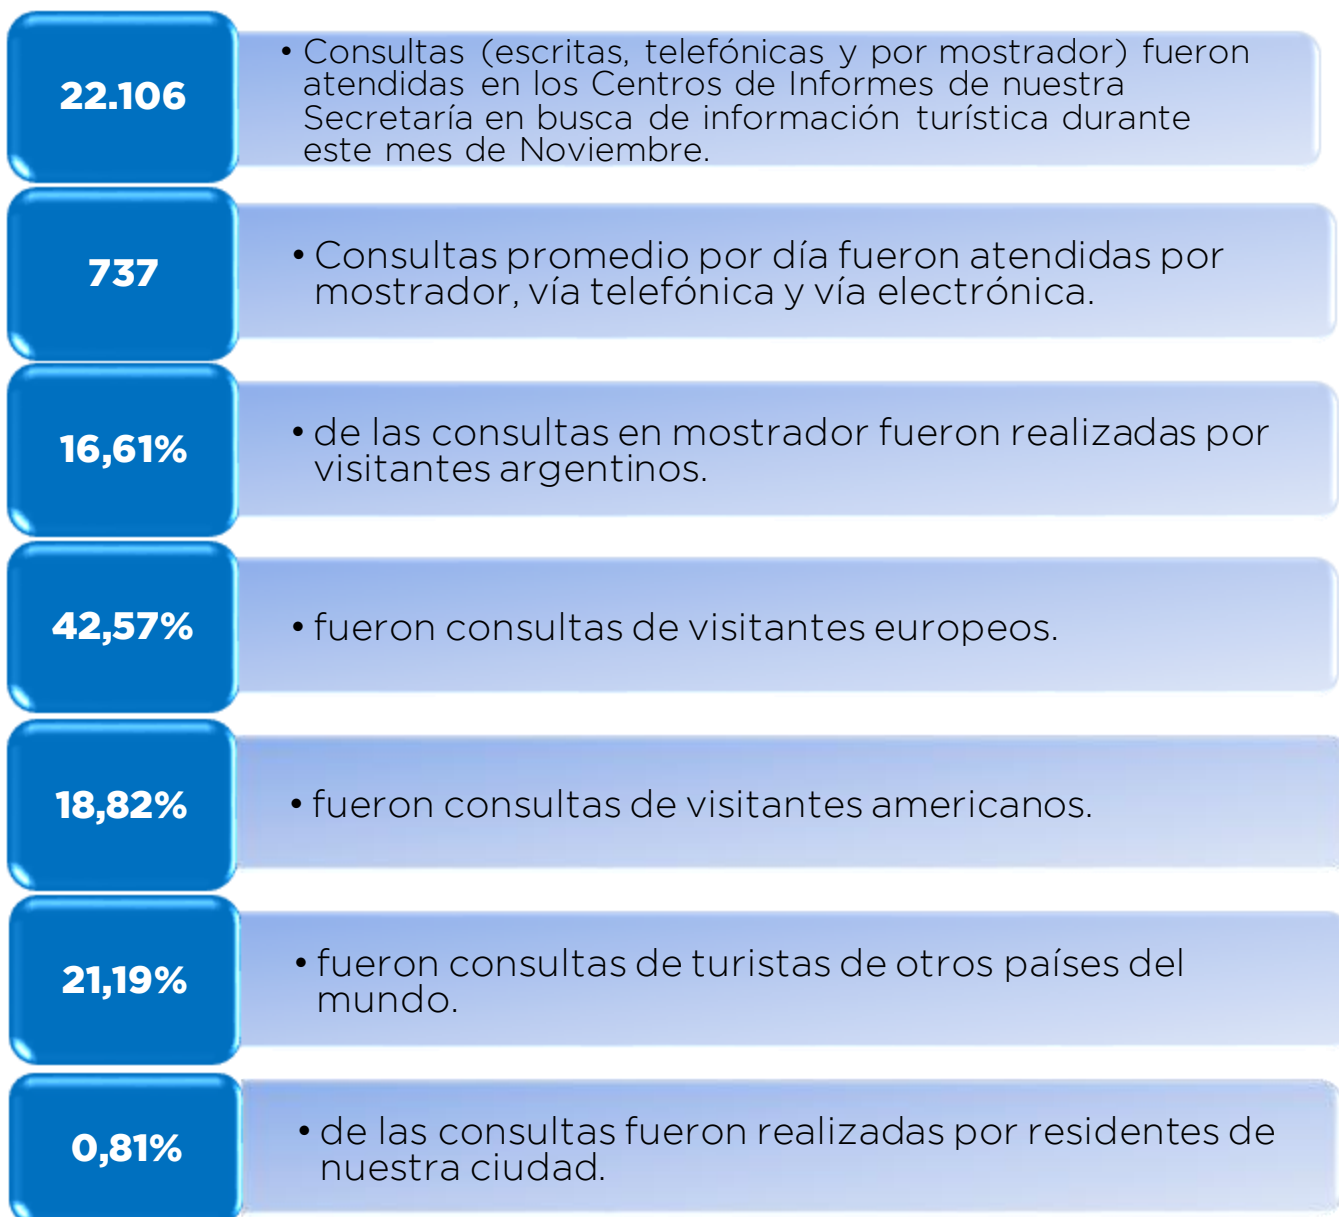 22.106
• Consultas (escritas, telefónicas y por mostrador) fueron
atendidas en los Centros de Informes de nuestra
Secretaría en busca de información turística durante
este mes de Noviembre.
737
• Consultas promedio por día fueron atendidas por
mostrador, vía telefónica y vía electrónica.
16,61%
• de las consultas en mostrador fueron realizadas por
visitantes argentinos.
42,57%
• fueron consultas de visitantes europeos.
18,82%
• fueron consultas de visitantes americanos.
21,19%
• fueron consultas de turistas de otros países del
mundo.
0,81%
• de las consultas fueron realizadas por residentes de
nuestra ciudad.